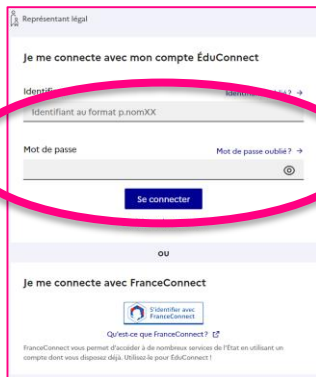 Représentant légal
Je me connecte avec mon compte ÉduConnect
Identifiant au format p.nomXX
Mot de passe
Mot de passe oublié ? →
Se connecter
OU
Je me connecte avec FranceConnect
S'identifier avec
FranceConnect
Qu'est-ce que FranceConnect ?
FranceConnect vous permet d'accéder à de nombreux services de l'État en utilisant un
compte dont vous disposez déjà. Utilisez-le pour ÉduConnect !